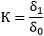 K = δ₁/δ₀